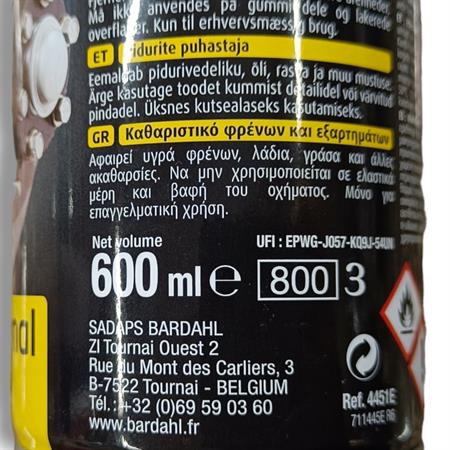 Må ikke anvendes på gummidele og lakerede
overflader. Kun til erhvervsmæssig brug.
ET Pidurite puhastaja
Eemaldab pidurivedeliku, õli, rasva ja muu mustuse.
Ärge kasutage toodet kummist detailidel või värvitud
pindadel. Üksnes kutsealaseks kasutamiseks.
GR Καθαριστικό φρένων και εξαρτημάτων
Αφαιρεί υγρά φρένων, λάδια, γράσα και άλλες
ακαθαρσίες. Να μην χρησιμοποιείται σε ελαστικά
μέρη και βαφή του οχήματος. Μόνο για
επαγγελματική χρήση.
Net volume
UFI : EPWG-J057-KQ9J-54UN
600 ml e 800 3
SADAPS BARDAHL
ZI Tournai Ouest 2
Rue du Mont des Carliers, 3
B-7522 Tournai - BELGIUM
Tél.: +32 (0)69 59 03 60
www.bardahl.fr
Ref. 4451E
711445E R6